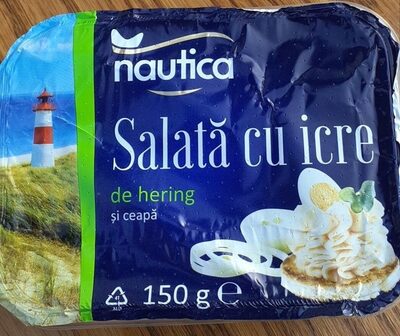 nautica
Salată cu icre
de hering
și ceapă
150 g ℮